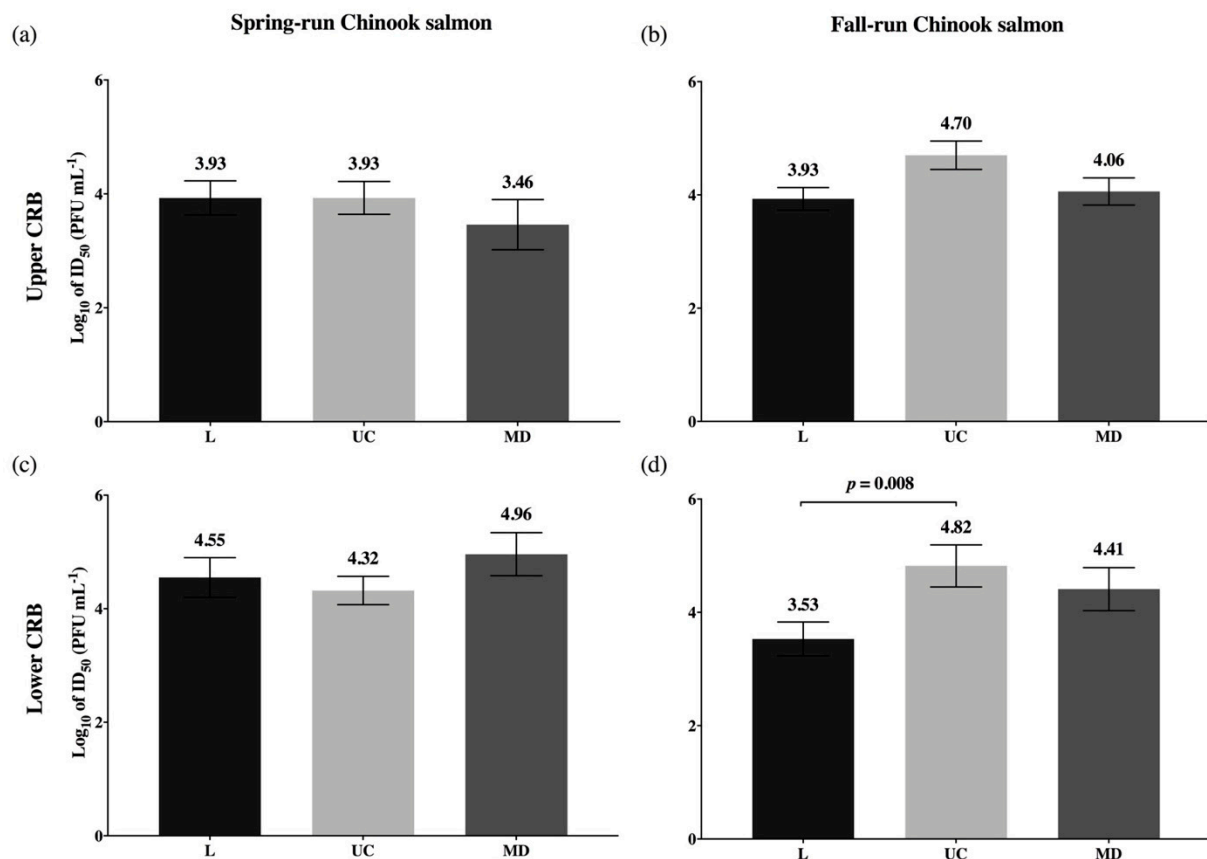 Spring-run Chinook salmon
Fall-run Chinook salmon
(a)
(b)
Upper CRB
Log₁₀ of ID₅₀ (PFU mL⁻¹)
6
4
2
0
3.93
3.93
3.46
L
UC
MD
6
4
2
0
3.93
4.70
4.06
L
UC
MD
(c)
(d)
Lower CRB
Log₁₀ of ID₅₀ (PFU mL⁻¹)
6
4
2
0
4.55
4.32
4.96
L
UC
MD
p = 0.008
6
4
2
0
3.53
4.82
4.41
L
UC
MD